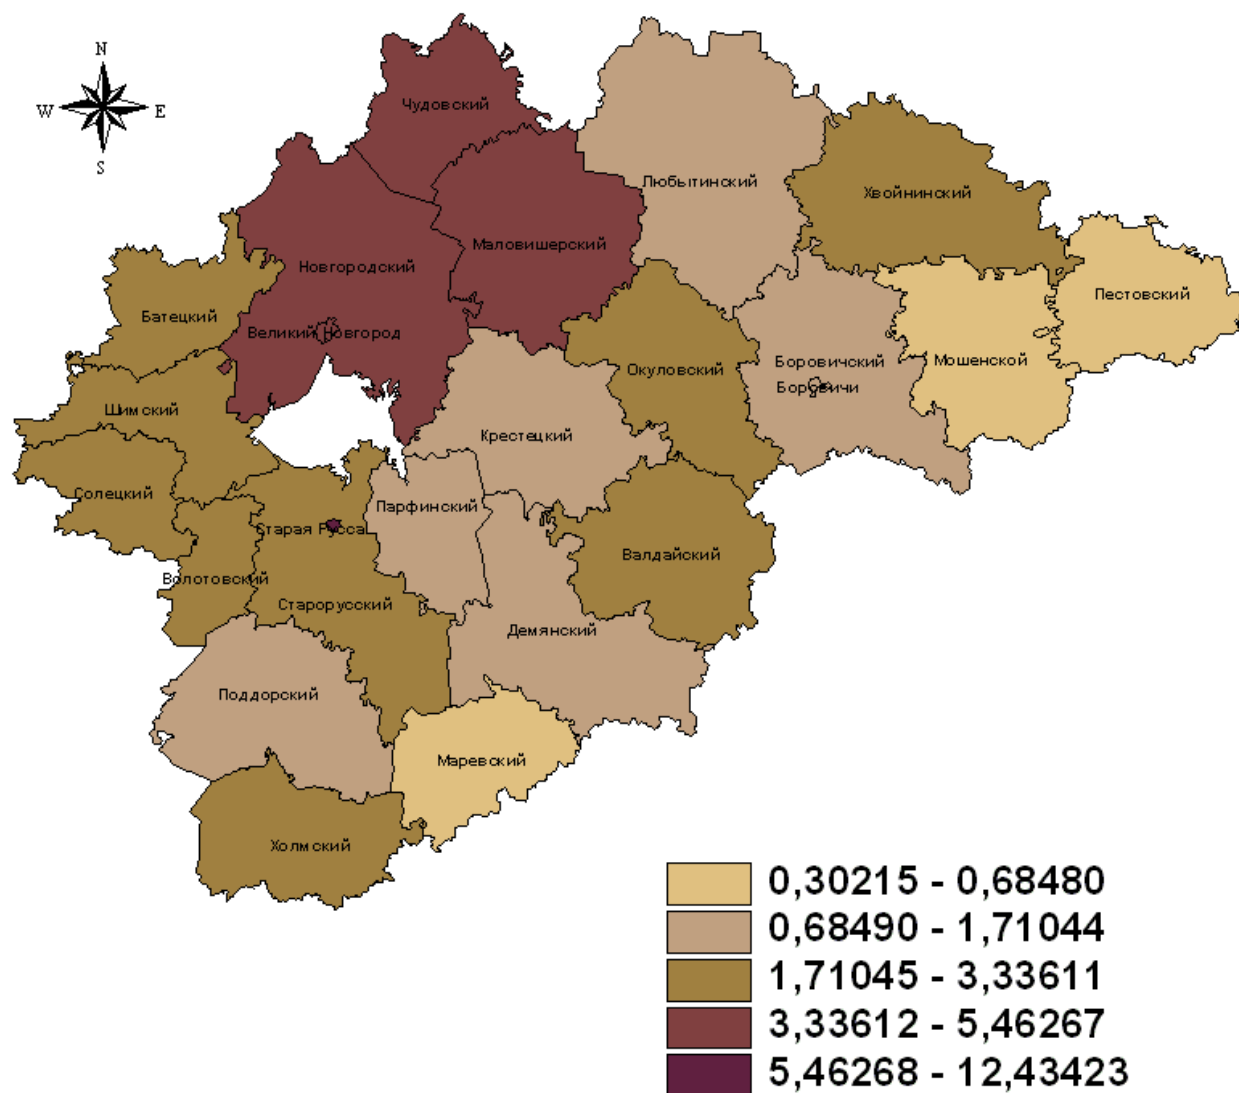 N
W E
S
Чудовский
Любытинский
Хвойнинский
Маловишерский
Новгородский
Пестовский
Батецкий
Великий Новгород
Мошенской
Боровичский
Окуловский
Боровичи
Шимский
Крестецкий
Солецкий
Парфинский
Старая Русса
Валдайский
Волотовский
Старорусский
Демянский
Поддорский
Маревский
Холмский
0,30215 - 0,68480
0,68490 - 1,71044
1,71045 - 3,33611
3,33612 - 5,46267
5,46268 - 12,43423